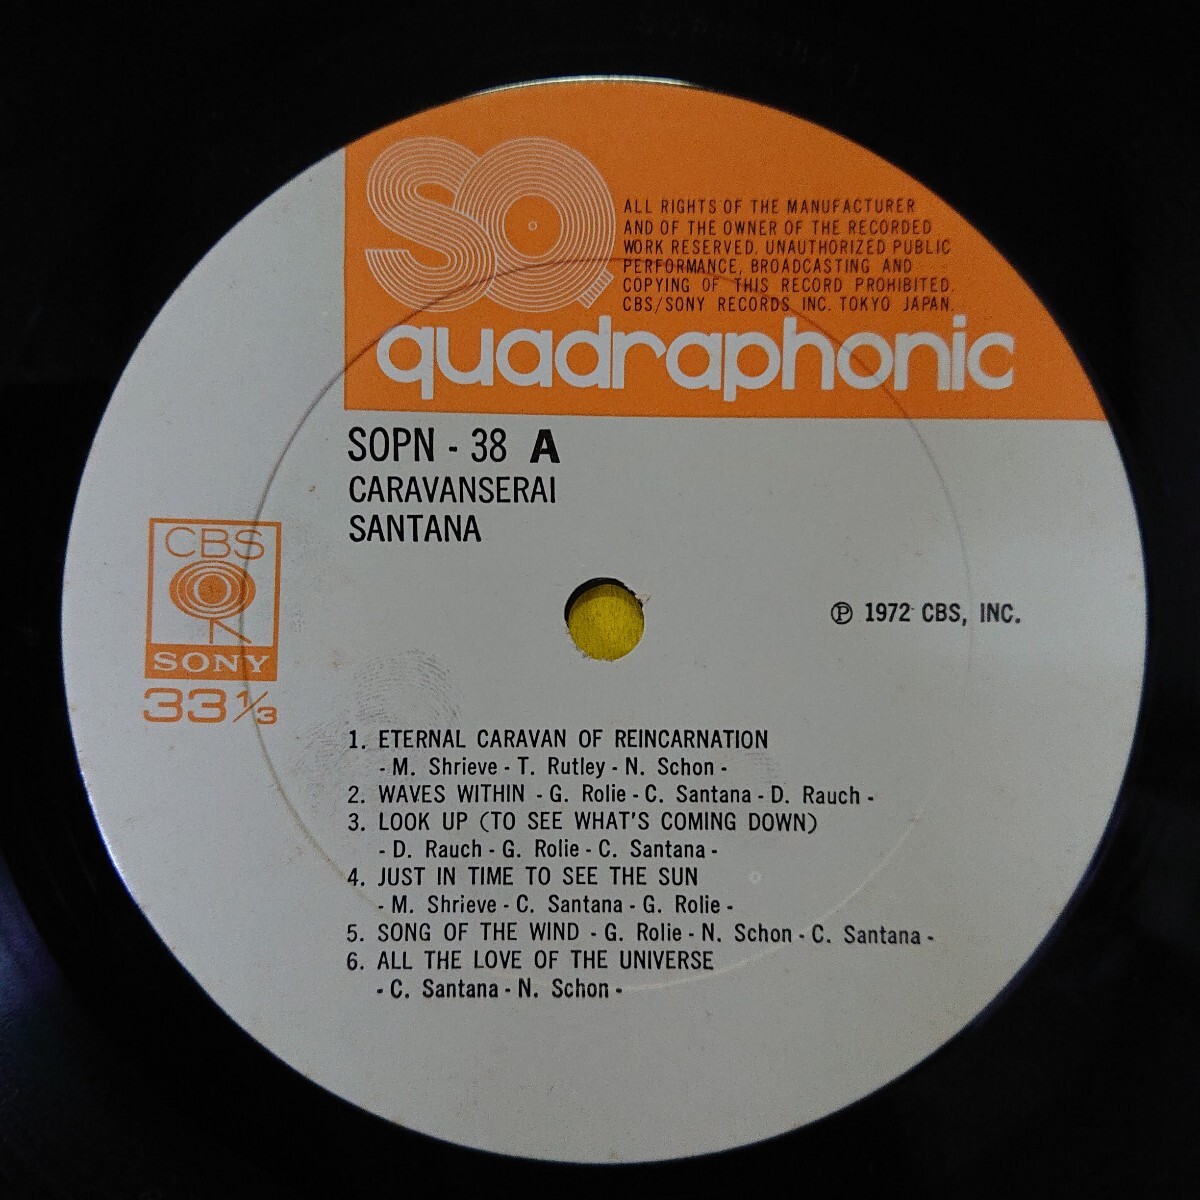 SQ
ALL RIGHTS OF THE MANUFACTURER
AND OF THE OWNER OF THE RECORDED
WORK RESERVED. UNAUTHORIZED PUBLIC
PERFORMANCE, BROADCASTING AND
COPYING OF THIS RECORD PROHIBITED.
CBS/SONY RECORDS INC. TOKYO JAPAN.
quadraphonic
SOPN - 38 A
CARAVANSERAI
SANTANA
CBS
SONY
33 1/3
Ⓟ 1972 CBS, INC.
1. ETERNAL CARAVAN OF REINCARNATION
- M. Shrieve - T. Rutley - N. Schon -
2. WAVES WITHIN - G. Rolie - C. Santana - D. Rauch -
3. LOOK UP (TO SEE WHAT'S COMING DOWN)
- D. Rauch - G. Rolie - C. Santana -
4. JUST IN TIME TO SEE THE SUN
- M. Shrieve - C. Santana - G. Rolie -
5. SONG OF THE WIND - G. Rolie - N. Schon - C. Santana -
6. ALL THE LOVE OF THE UNIVERSE
- C. Santana - N. Schon -